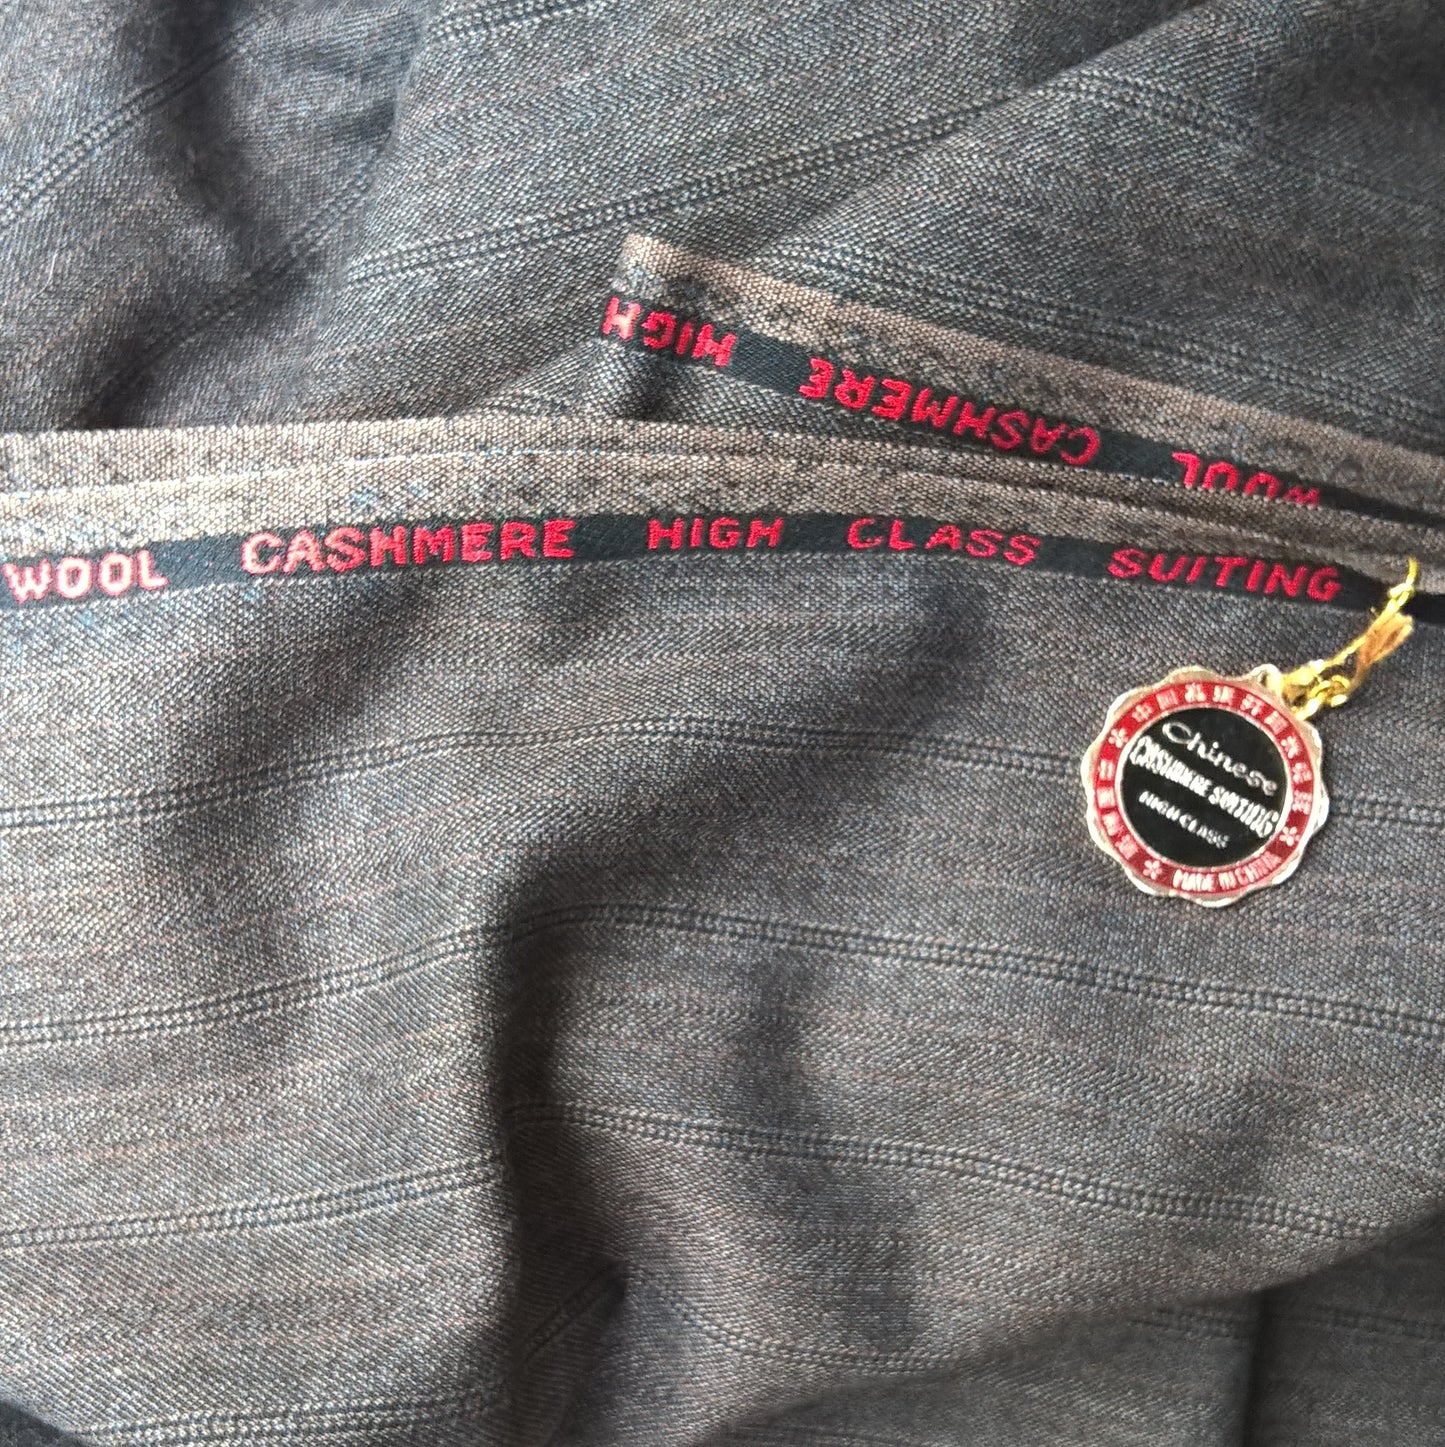 WOOL CASHMERE HIGH
WOOL CASHMERE HIGH CLASS SUITING
Chinese
CASHMERE SUITING
HIGH CLASS
MADE IN CHINA